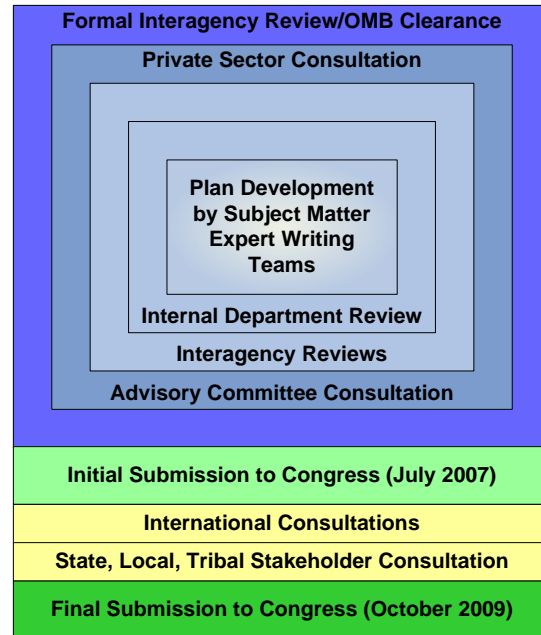 Formal Interagency Review/OMB Clearance
Private Sector Consultation
Plan Development
by Subject Matter
Expert Writing
Teams
Internal Department Review
Interagency Reviews
Advisory Committee Consultation
Initial Submission to Congress (July 2007)
International Consultations
State, Local, Tribal Stakeholder Consultation
Final Submission to Congress (October 2009)